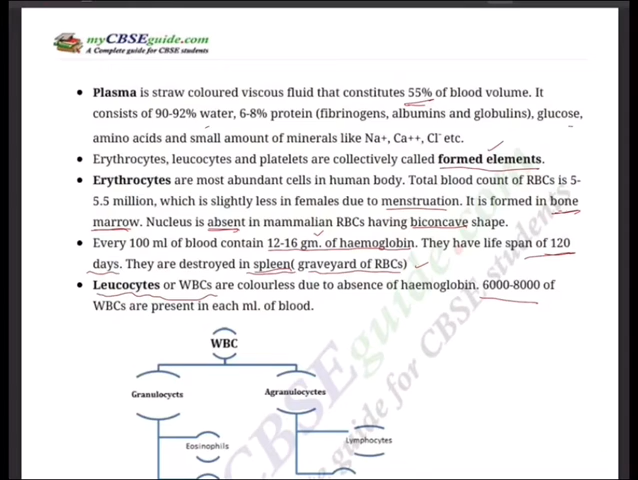 myCBSEguide.com
A Complete guide for CBSE students
• Plasma is straw coloured viscous fluid that constitutes 55% of blood volume. It
consists of 90-92% water, 6-8% protein (fibrinogens, albumins and globulins), glucose,
amino acids and small amount of minerals like Na+, Ca++, Cl⁻ etc.
• Erythrocytes, leucocytes and platelets are collectively called formed elements.
• Erythrocytes are most abundant cells in human body. Total blood count of RBCs is 5-
5.5 million, which is slightly less in females due to menstruation. It is formed in bone
marrow. Nucleus is absent in mammalian RBCs having biconcave shape.
• Every 100 ml of blood contain 12-16 gm. of haemoglobin. They have life span of 120
days. They are destroyed in spleen( graveyard of RBCs)
• Leucocytes or WBCs are colourless due to absence of haemoglobin. 6000-8000 of
WBCs are present in each ml of blood.
WBC
Granulocycts
Agranulocyctes
Eosinophils
Lymphocytes